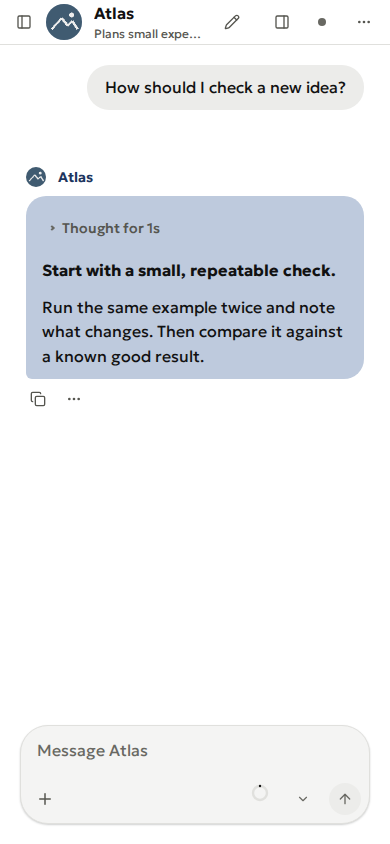 Atlas
Plans small expe...
How should I check a new idea?
Atlas
Thought for 1s
Start with a small, repeatable check.
Run the same example twice and note
what changes. Then compare it against
a known good result.
Message Atlas